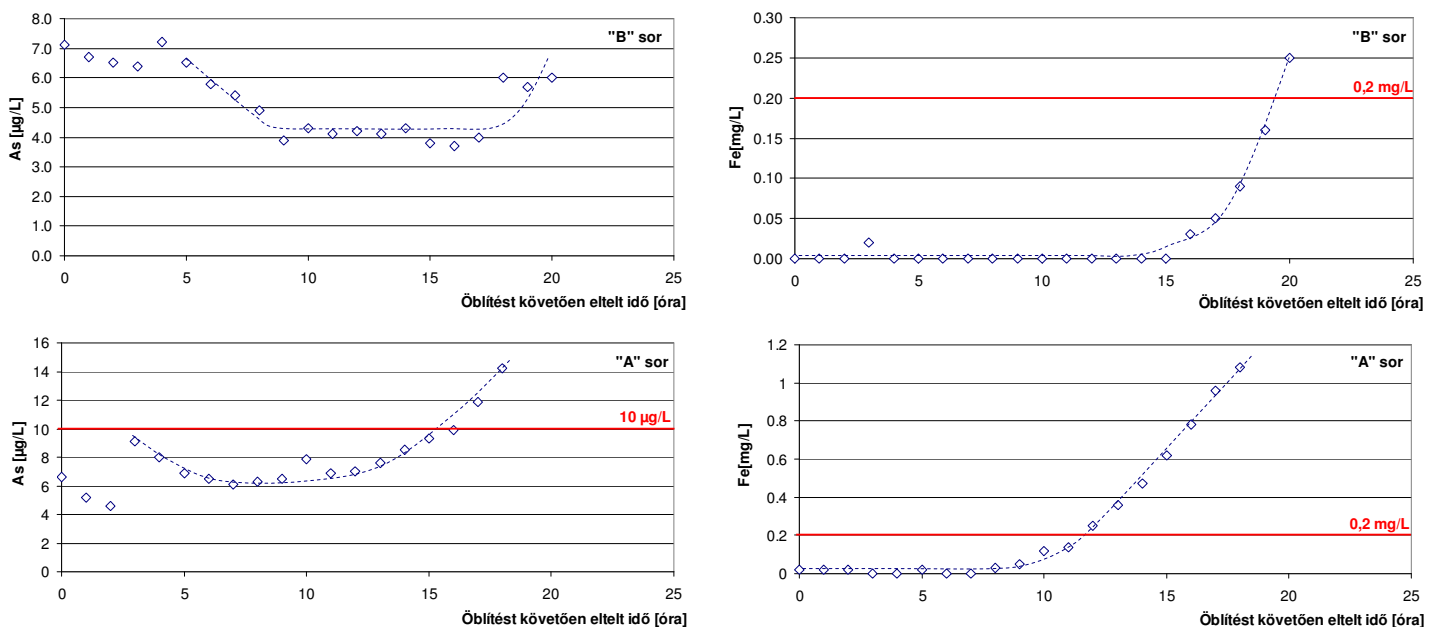 8.0
7.0
6.0
5.0
4.0
3.0
2.0
1.0
0.0
As [µg/L]
"B" sor
0 5 10 15 20 25
Öblítést követően eltelt idő [óra]
0.30
0.25
0.20
0.15
0.10
0.05
0.00
Fe[mg/L]
"B" sor
0,2 mg/L
0 5 10 15 20 25
Öblítést követően eltelt idő [óra]
16
14
12
10
8
6
4
2
0
As [µg/L]
"A" sor
10 µg/L
0 5 10 15 20 25
Öblítést követően eltelt idő [óra]
1.2
1
0.8
0.6
0.4
0.2
0
Fe[mg/L]
"A" sor
0,2 mg/L
0 5 10 15 20 25
Öblítést követően eltelt idő [óra]